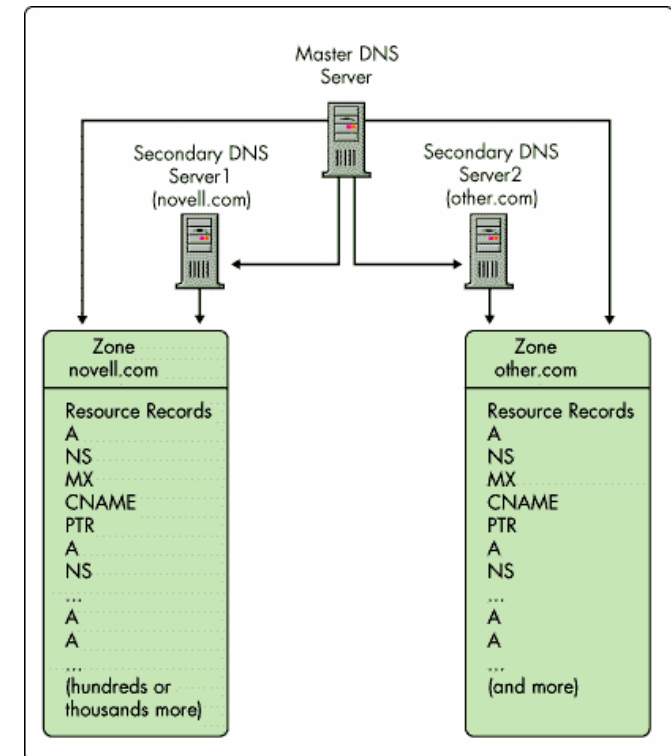 Master DNS
Server
Secondary DNS
Server1
(novell.com)
Secondary DNS
Server2
(other.com)
Zone
novell.com
Resource Records
A
NS
MX
CNAME
PTR
A
NS
...
A
A
...
(hundreds or
thousands more)
Zone
other.com
Resource Records
A
NS
MX
CNAME
PTR
A
NS
...
A
A
...
(and more)